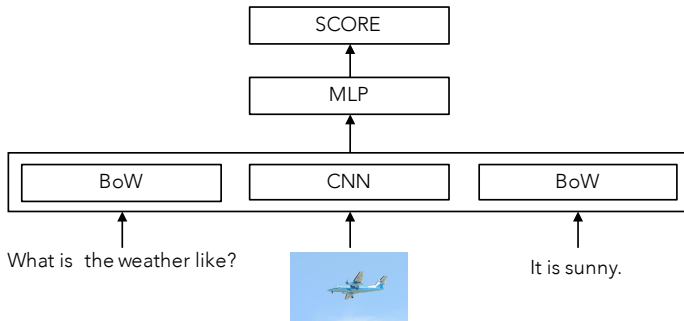 SCORE
MLP
BoW
CNN
BoW
What is the weather like?
It is sunny.